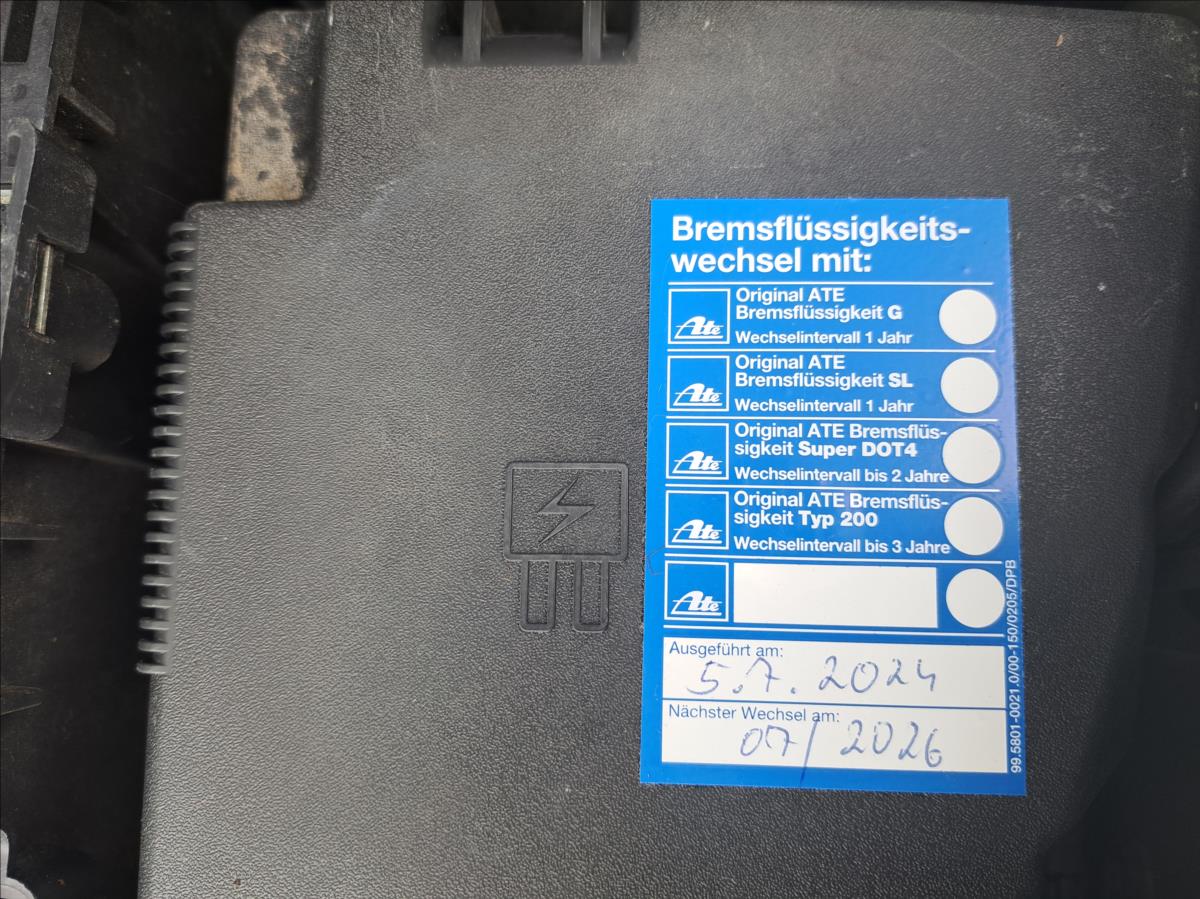 Bremsflüssigkeits-
wechsel mit:
Ate
Original ATE
Bremsflüssigkeit G
Wechselintervall 1 Jahr
Ate
Original ATE
Bremsflüssigkeit SL
Wechselintervall 1 Jahr
Ate
Original ATE Bremsflüs-
sigkeit Super DOT4
Wechselintervall bis 2 Jahre
Ate
Original ATE Bremsflüs-
sigkeit Typ 200
Wechselintervall bis 3 Jahre
Ate
Ausgeführt am:
5.7.2024
Nächster Wechsel am:
07/2026
99.5801-0021.0/00-150/0205/DPB